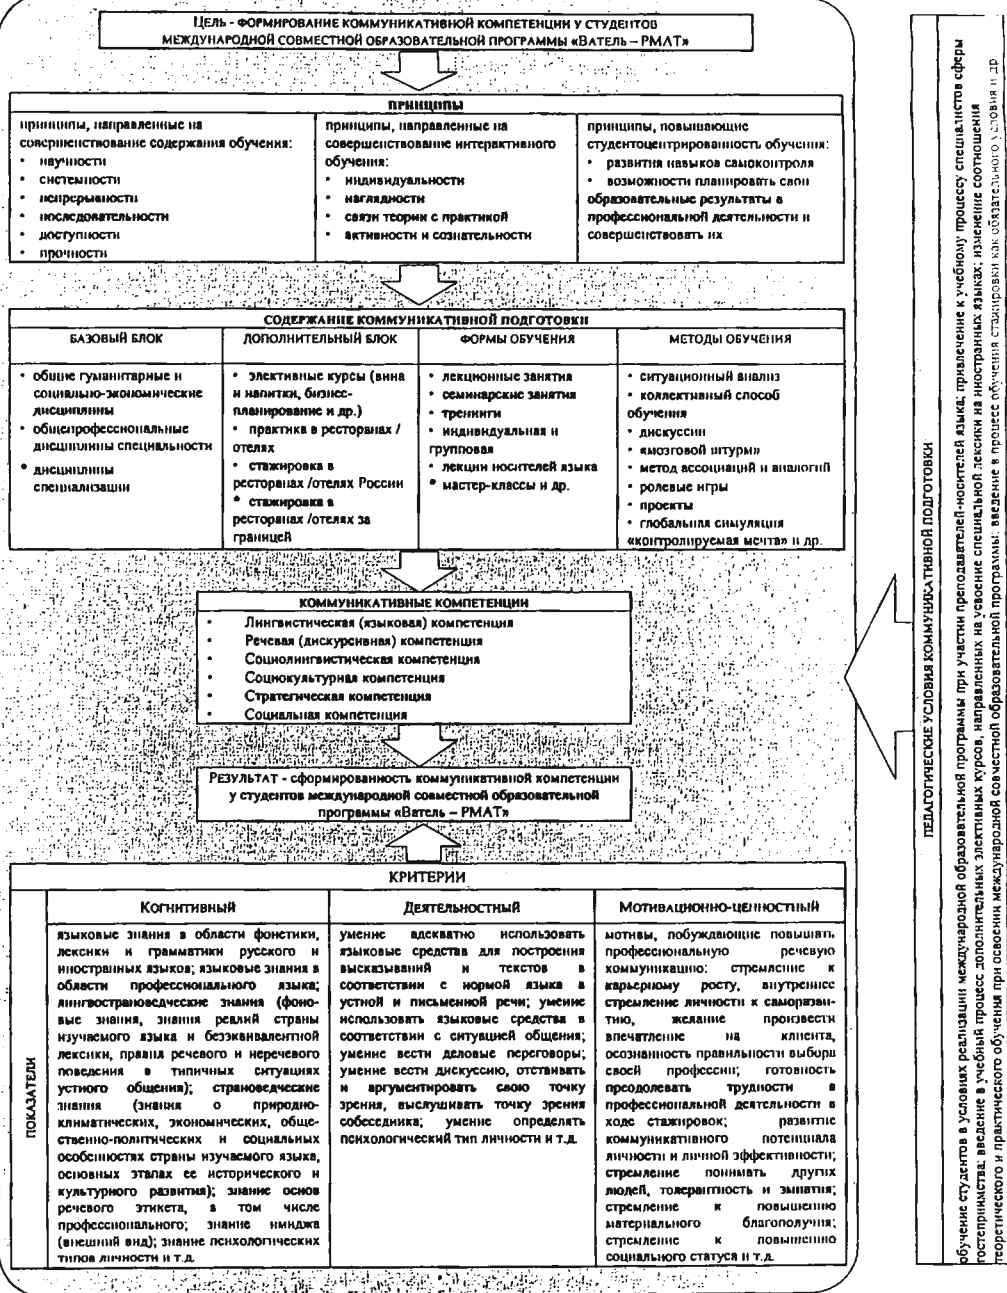 Цель - ФОРМИРОВАНИЕ КОММУНИКАТИВНОЙ КОМПЕТЕНЦИИ У СТУДЕНТОВ
МЕЖДУНАРОДНОЙ СОВМЕСТНОЙ ОБРАЗОВАТЕЛЬНОЙ ПРОГРАММЫ «ВАТЕЛЬ – РМАТ»
ПРИНЦИПЫ
принципы, направленные на
совершенствование содержания обучения:
• научности
• системности
• непрерывности
• последовательности
• доступности
• прочности
принципы, направленные на
совершенствование интерактивного
обучения:
• индивидуальности
• наглядности
• связи теории с практикой
• активности и сознательности
принципы, повышающие
студентоцентрированность обучения:
• развития навыков самоконтроля
• возможности планировать свои
образовательные результаты в
профессиональной деятельности и
совершенствовать их
СОДЕРЖАНИЕ КОММУНИКАТИВНОЙ ПОДГОТОВКИ
БАЗОВЫЙ БЛОК
• общие гуманитарные и
социально-экономические
дисциплины
• общепрофессиональные
дисциплины специальности
• дисциплины
специализации
ДОПОЛНИТЕЛЬНЫЙ БЛОК
• элективные курсы (вина
и напитки, бизнес-
планирование и др.)
• практика в ресторанах /
отелях
• стажировка в
ресторанах /отелях России
• стажировка в
ресторанах /отелях за
границей
ФОРМЫ ОБУЧЕНИЯ
• лекционные занятия
• семинарские занятия
• тренинги
• индивидуальная и
групповая
• лекции носителей языка
• мастер-классы и др.
МЕТОДЫ ОБУЧЕНИЯ
• ситуационный анализ
• коллективный способ
обучения
• дискуссии
• «мозговой штурм»
• метод ассоциаций и аналогий
• ролевые игры
• проекты
• глобальная симуляция
«контролируемая мечта» и др.
КОММУНИКАТИВНЫЕ КОМПЕТЕНЦИИ
• Лингвистическая (языковая) компетенция
• Речевая (дискурсивная) компетенция
• Социолингвистическая компетенция
• Социокультурная компетенция
• Стратегическая компетенция
• Социальная компетенция
РЕЗУЛЬТАТ - сформированность коммуникативной компетенции
у студентов международной совместной образовательной
программы «Ватель – РМАТ»
КРИТЕРИИ
ПОКАЗАТЕЛИ
КОГНИТИВНЫЙ
языковые знания в области фонетики,
лексики и грамматики русского и
иностранных языков; языковые знания в
области профессионального языка;
лингвострановедческие знания (фоно-
вые знания, знания реалий страны
изучаемого языка и беззквивалентной
лексики, правил речевого и неречевого
поведения в типичных ситуациях
устного общения); страноведческие
знания (знания о природно-
климатических, экономических, обще-
ственно-политических и социальных
особенностях страны изучаемого языка,
основных этапах ее исторического и
культурного развития); знание основ
речевого этикета, в том числе
профессионального; знание имиджа
(внешний вид); знание психологических
типов личности и т.д.
ДЕЯТЕЛЬНОСТНЫЙ
умение адекватно использовать
языковые средства для построения
высказываний и текстов в
соответствии с нормой языка в
устной и письменной речи; умение
использовать языковые средства в
соответствии с ситуацией общения;
умение вести деловые переговоры;
умение вести дискуссию, отстаивать
и аргументировать свою точку
зрения, выслушивать точку зрения
собеседника; умение определять
психологический тип личности и т.д.
МОТИВАЦИОННО-ЦЕННОСТНЫЙ
мотивы, побуждающие повышать
профессиональную речевую
коммуникацию: стремление к
карьерному росту, внутреннее
стремление личности к саморазви-
тию, желание произвести
впечатление на клиента,
осознанность правильности выбора
своей профессии; готовность
преодолевать трудности в
профессиональной деятельности в
ходе стажировок; развитие
коммуникативного потенциала
личности и личной эффективности;
стремление понимать других
людей, толерантность и эмпатия;
стремление к повышению
материального благополучия;
стремление к повышению
социального статуса и т.д.
ПЕДАГОГИЧЕСКИЕ УСЛОВИЯ КОММУНИКАТИВНОЙ ПОДГОТОВКИ
обучение студентов в условиях реализации международной образовательной программы при участии преподавателей-носителей языка; привлечение к учебному процессу специалистов сферы
гостеприимства; введение в учебный процесс дополнительных элективных куров, направленных на усвоение специальной лексики на иностранных языках; изменение соотношения
теоретического и практического обучения при освоении международной совместной образовательной программы; введение в процесс обучения стажировки как обязательного условия и др